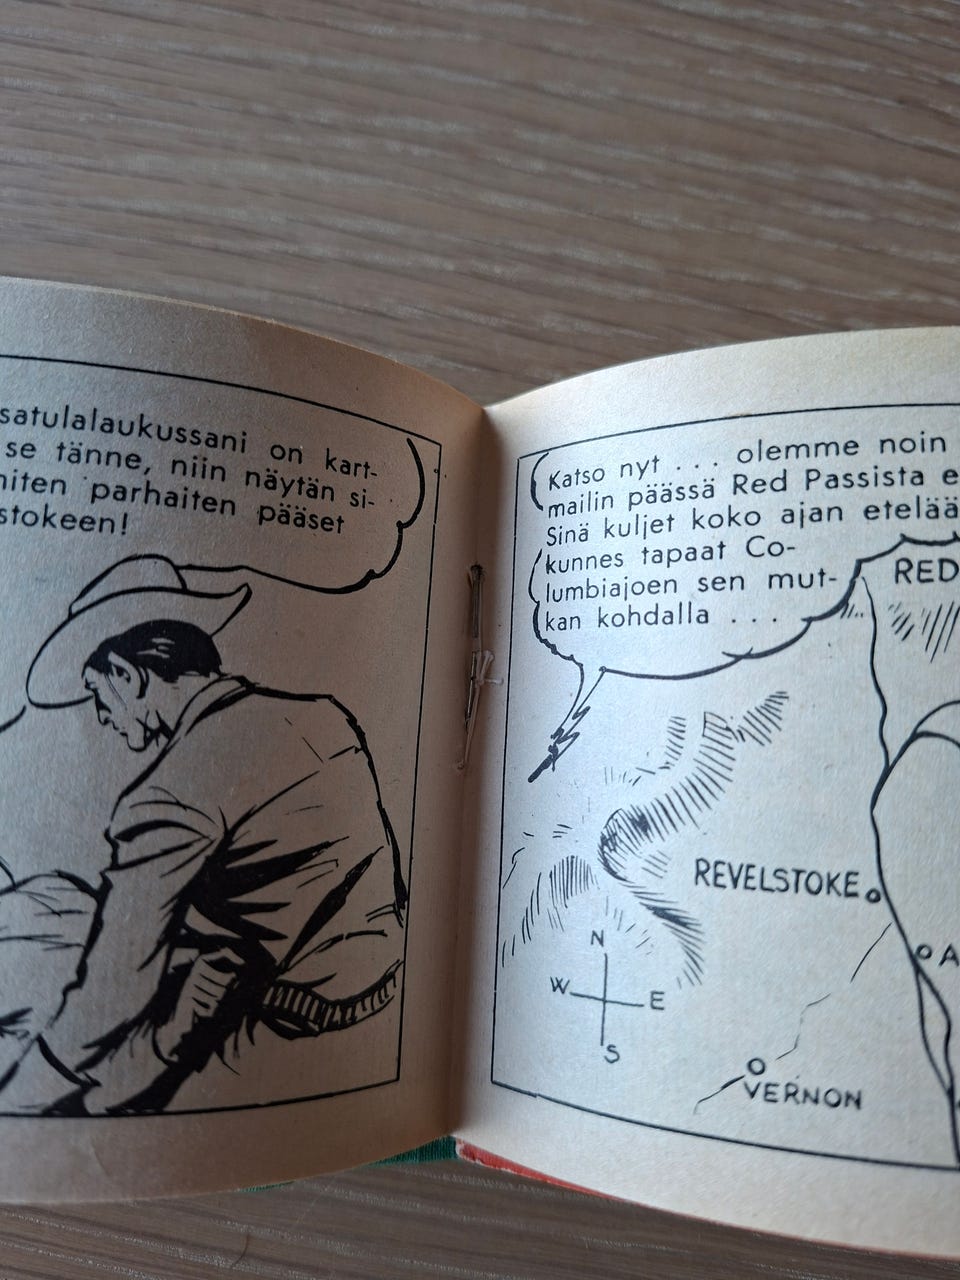 satulalaukussani on kart-
se tänne, niin näytän si-
miten parhaiten pääset
stokeen!
Katso nyt . . . olemme noin
mailin päässä Red Passista e
Sinä kuljet koko ajan etelää
kunnes tapaat Co-
lumbiajoen sen mut-
kan kohdalla . . .
RED
REVELSTOKE
A
N
W E
S
VERNON